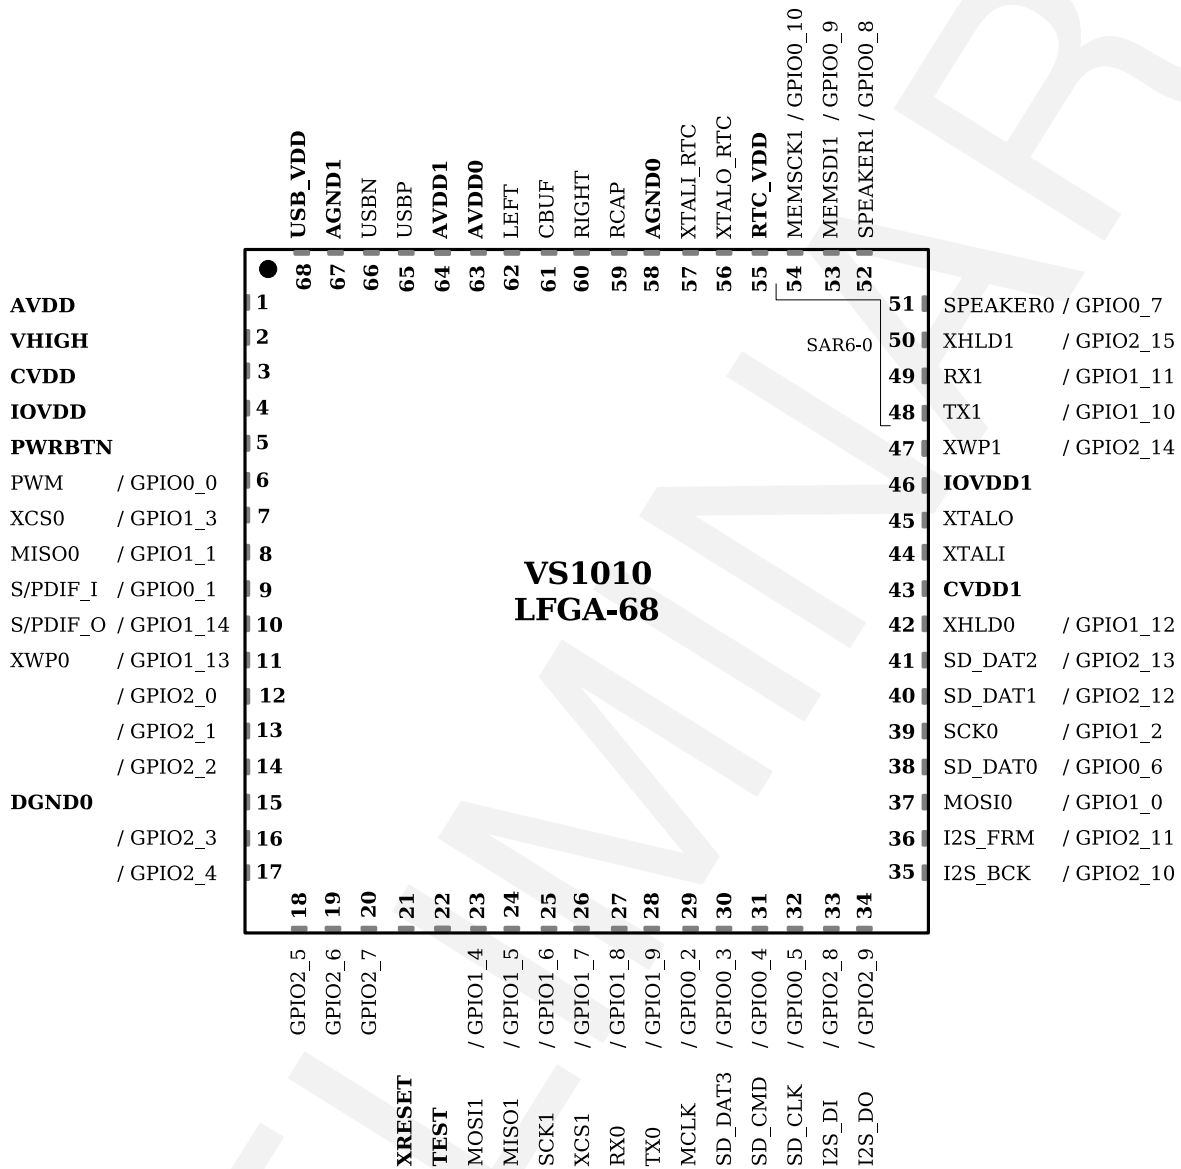 USB_VDD
AGND1
USBN
USBP
AVDD1
AVDD0
LEFT
CBUF
RIGHT
RCAP
AGND0
XTALI_RTC
XTALO_RTC
RTC_VDD
MEMSCK1 / GPIO0_10
MEMSDI1 / GPIO0_9
SPEAKER1 / GPIO0_8
68 67 66 65 64 63 62 61 60 59 58 57 56 55 54 53 52
AVDD 1
VHIGH 2
CVDD 3
IOVDD 4
PWRBTN 5
PWM / GPIO0_0 6
XCS0 / GPIO1_3 7
MISO0 / GPIO1_1 8
S/PDIF_I / GPIO0_1 9
S/PDIF_O / GPIO1_14 10
XWP0 / GPIO1_13 11
/ GPIO2_0 12
/ GPIO2_1 13
/ GPIO2_2 14
DGND0 15
/ GPIO2_3 16
/ GPIO2_4 17
SAR6-0
VS1010
LFGA-68
51 SPEAKER0 / GPIO0_7
50 XHLD1 / GPIO2_15
49 RX1 / GPIO1_11
48 TX1 / GPIO1_10
47 XWP1 / GPIO2_14
46 IOVDD1
45 XTALO
44 XTALI
43 CVDD1
42 XHLD0 / GPIO1_12
41 SD_DAT2 / GPIO2_13
40 SD_DAT1 / GPIO2_12
39 SCK0 / GPIO1_2
38 SD_DAT0 / GPIO0_6
37 MOSI0 / GPIO1_0
36 I2S_FRM / GPIO2_11
35 I2S_BCK / GPIO2_10
18 19 20 21 22 23 24 25 26 27 28 29 30 31 32 33 34
GPIO2_5
GPIO2_6
GPIO2_7
XRESET
TEST
MOSI1 / GPIO1_4
MISO1 / GPIO1_5
SCK1 / GPIO1_6
XCS1 / GPIO1_7
RX0 / GPIO1_8
TX0 / GPIO1_9
MCLK / GPIO0_2
SD_DAT3 / GPIO0_3
SD_CMD / GPIO0_4
SD_CLK / GPIO0_5
I2S_DI / GPIO2_8
I2S_DO / GPIO2_9